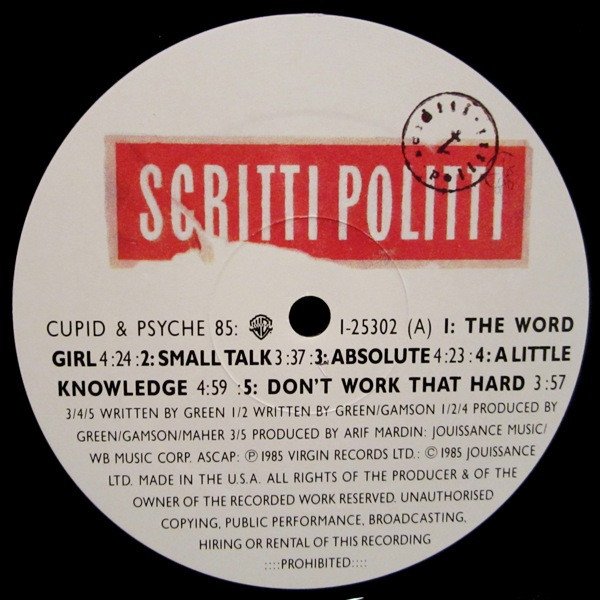 scritti · politti
SCRITTI POLITTI
CUPID & PSYCHE 85: 1-25302 (A) 1: THE WORD
GIRL 4:24 :2: SMALL TALK 3:37 :3: ABSOLUTE 4:23 :4: A LITTLE
KNOWLEDGE 4:59 :5: DON'T WORK THAT HARD 3:57
3/4/5 WRITTEN BY GREEN 1/2 WRITTEN BY GREEN/GAMSON 1/2/4 PRODUCED BY
GREEN/GAMSON/MAHER 3/5 PRODUCED BY ARIF MARDIN: JOUISSANCE MUSIC/
WB MUSIC CORP. ASCAP: ℗ 1985 VIRGIN RECORDS LTD.: © 1985 JOUISSANCE
LTD. MADE IN THE U.S.A. ALL RIGHTS OF THE PRODUCER & OF THE
OWNER OF THE RECORDED WORK RESERVED. UNAUTHORISED
COPYING, PUBLIC PERFORMANCE, BROADCASTING,
HIRING OR RENTAL OF THIS RECORDING
::::PROHIBITED::::